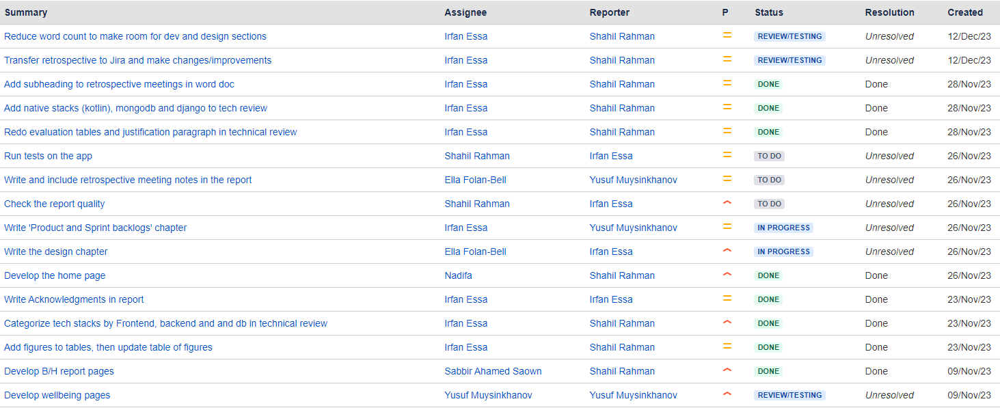 Summary Assignee Reporter P Status Resolution Created
Reduce word count to make room for dev and design sections Irfan Essa Shahil Rahman REVIEW/TESTING Unresolved 12/Dec/23
Transfer retrospective to Jira and make changes/improvements Irfan Essa Shahil Rahman REVIEW/TESTING Unresolved 12/Dec/23
Add subheading to retrospective meetings in word doc Irfan Essa Shahil Rahman DONE Done 28/Nov/23
Add native stacks (kotlin), mongodb and django to tech review Irfan Essa Shahil Rahman DONE Done 28/Nov/23
Redo evaluation tables and justification paragraph in technical review Irfan Essa Shahil Rahman DONE Done 28/Nov/23
Run tests on the app Shahil Rahman Irfan Essa TO DO Unresolved 26/Nov/23
Write and include retrospective meeting notes in the report Ella Folan-Bell Yusuf Muysinkhanov TO DO Unresolved 26/Nov/23
Check the report quality Shahil Rahman Irfan Essa TO DO Unresolved 26/Nov/23
Write 'Product and Sprint backlogs' chapter Irfan Essa Yusuf Muysinkhanov IN PROGRESS Unresolved 26/Nov/23
Write the design chapter Ella Folan-Bell Irfan Essa IN PROGRESS Unresolved 26/Nov/23
Develop the home page Nadifa Shahil Rahman DONE Done 26/Nov/23
Write Acknowledgments in report Irfan Essa Irfan Essa DONE Done 23/Nov/23
Categorize tech stacks by Frontend, backend and and db in technical review Irfan Essa Shahil Rahman DONE Done 23/Nov/23
Add figures to tables, then update table of figures Irfan Essa Shahil Rahman DONE Done 23/Nov/23
Develop B/H report pages Sabbir Ahamed Saown Shahil Rahman DONE Done 09/Nov/23
Develop wellbeing pages Yusuf Muysinkhanov Yusuf Muysinkhanov REVIEW/TESTING Unresolved 09/Nov/23